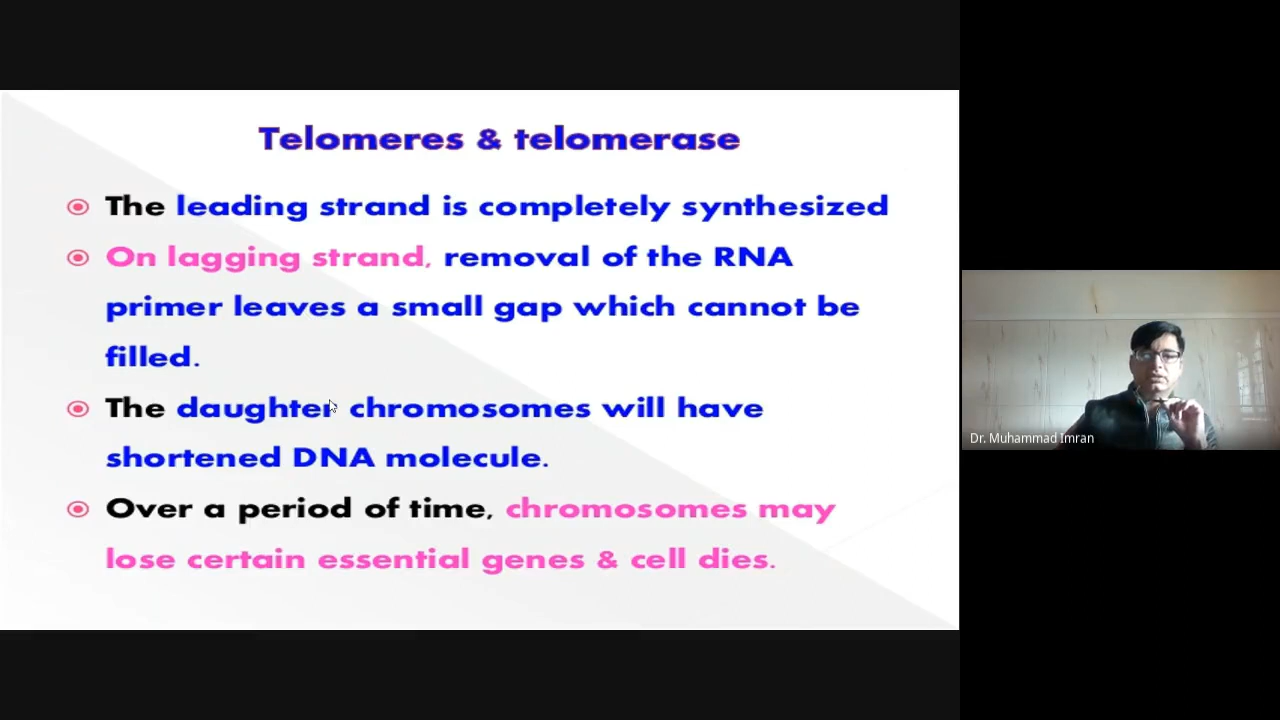 Telomeres & telomerase
The leading strand is completely synthesized
On lagging strand, removal of the RNA
primer leaves a small gap which cannot be
filled.
The daughter chromosomes will have
shortened DNA molecule.
Over a period of time, chromosomes may
lose certain essential genes & cell dies.
Dr. Muhammad Imran